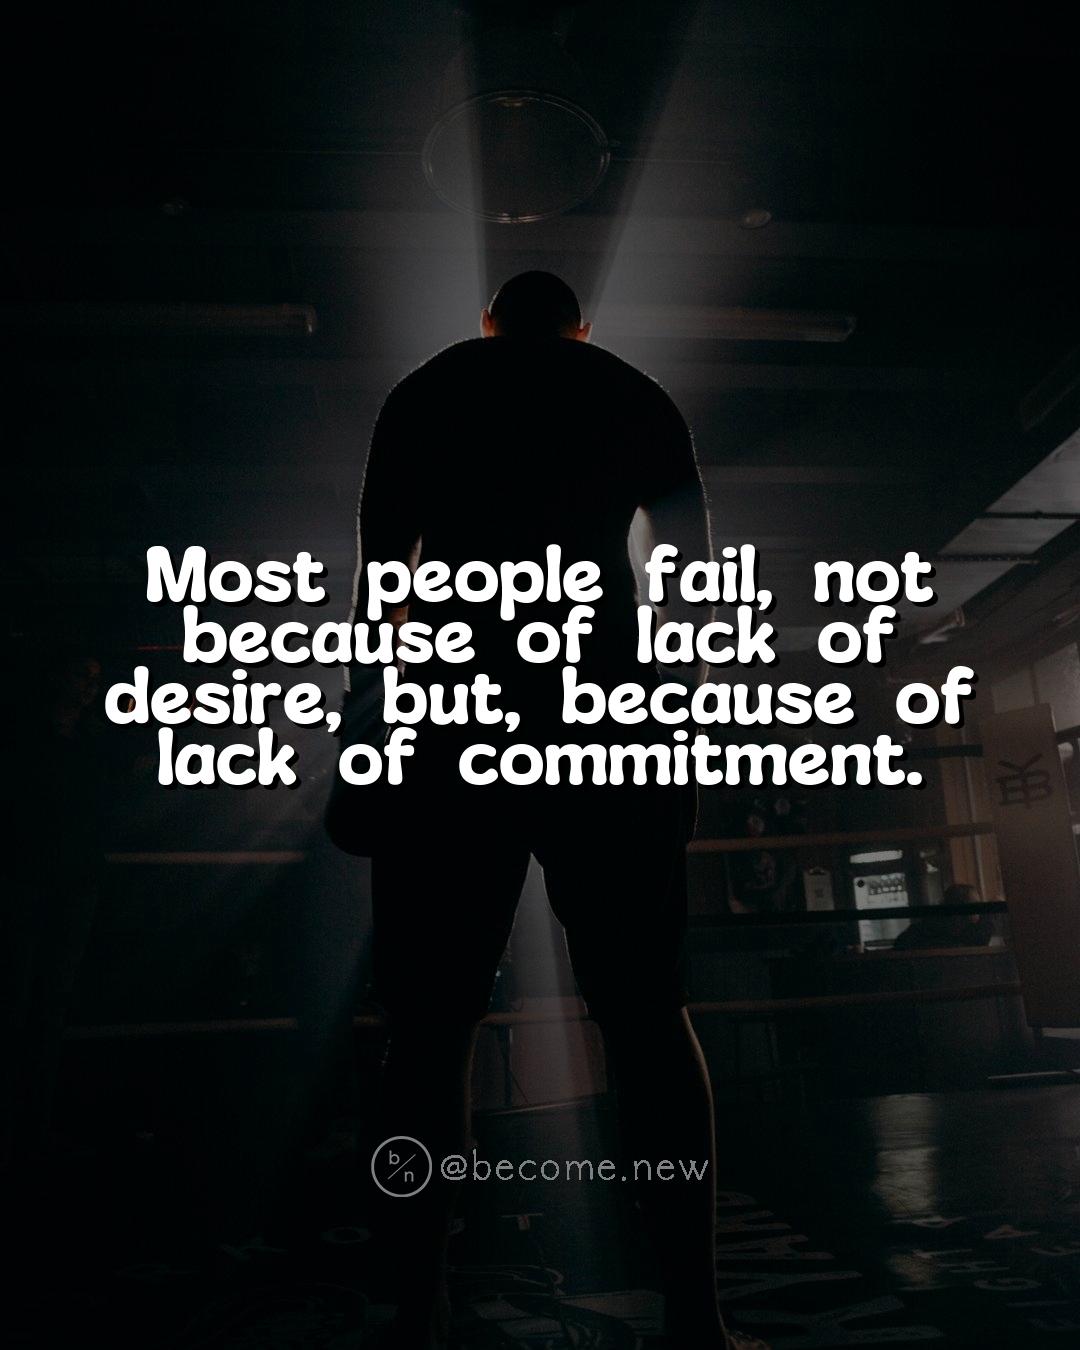 Most people fail, not
because of lack of
desire, but, because of
lack of commitment.
b/n @become.new